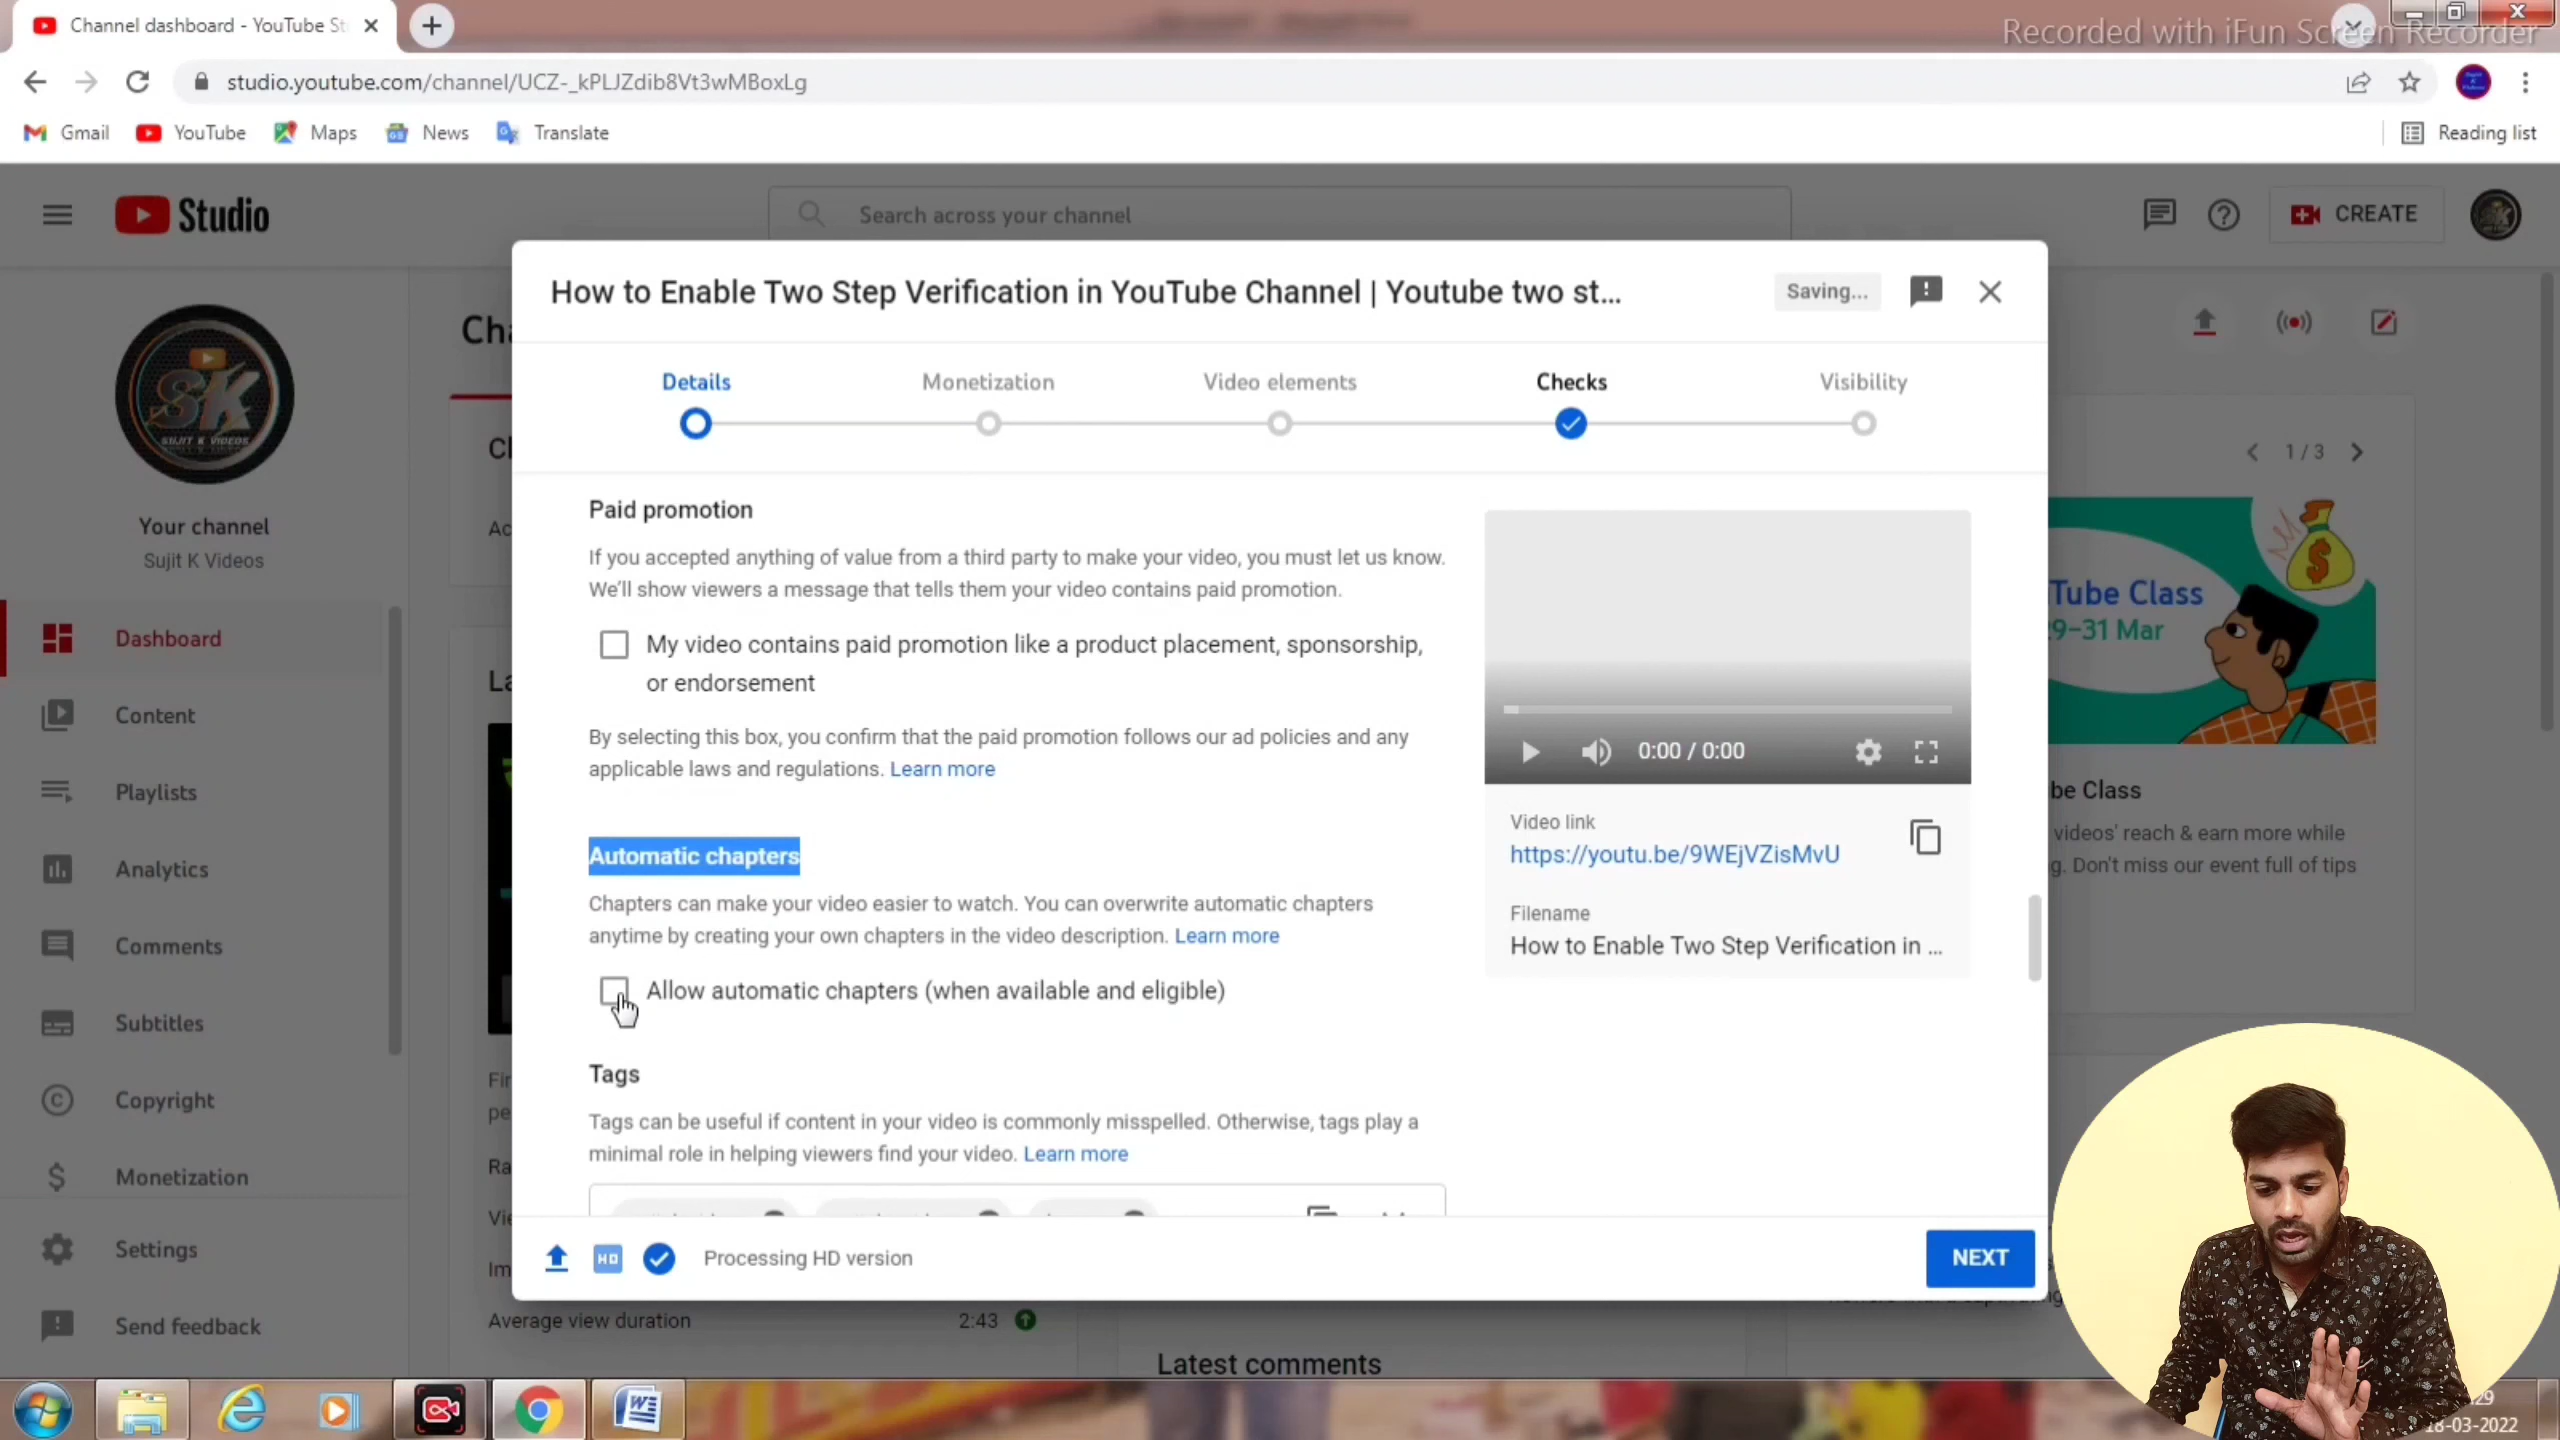 Channel dashboard - YouTube St
Recorded with iFun Screen Recorder
studio.youtube.com/channel/UCZ-_kPLJZdib8Vt3wMBoxLg
Gmail YouTube Maps News Translate Reading list
Studio
Search across your channel
CREATE
How to Enable Two Step Verification in YouTube Channel | Youtube two st...
Saving...
Details Monetization Video elements Checks Visibility
SK
SUJIT K VIDEOS
Your channel
Sujit K Videos
Dashboard
Content
Playlists
Analytics
Comments
Subtitles
Copyright
Monetization
Settings
Send feedback
Paid promotion
If you accepted anything of value from a third party to make your video, you must let us know.
We'll show viewers a message that tells them your video contains paid promotion.
My video contains paid promotion like a product placement, sponsorship,
or endorsement
By selecting this box, you confirm that the paid promotion follows our ad policies and any
applicable laws and regulations. Learn more
Automatic chapters
Chapters can make your video easier to watch. You can overwrite automatic chapters
anytime by creating your own chapters in the video description. Learn more
Allow automatic chapters (when available and eligible)
Tags
Tags can be useful if content in your video is commonly misspelled. Otherwise, tags play a
minimal role in helping viewers find your video. Learn more
0:00 / 0:00
Video link
https://youtu.be/9WEjVZisMvU
Filename
How to Enable Two Step Verification in ...
HD Processing HD version
NEXT
1 / 3
Tube Class
29–31 Mar
be Class
videos' reach & earn more while
g. Don't miss our event full of tips
Average view duration 2:43
Latest comments
18-03-2022